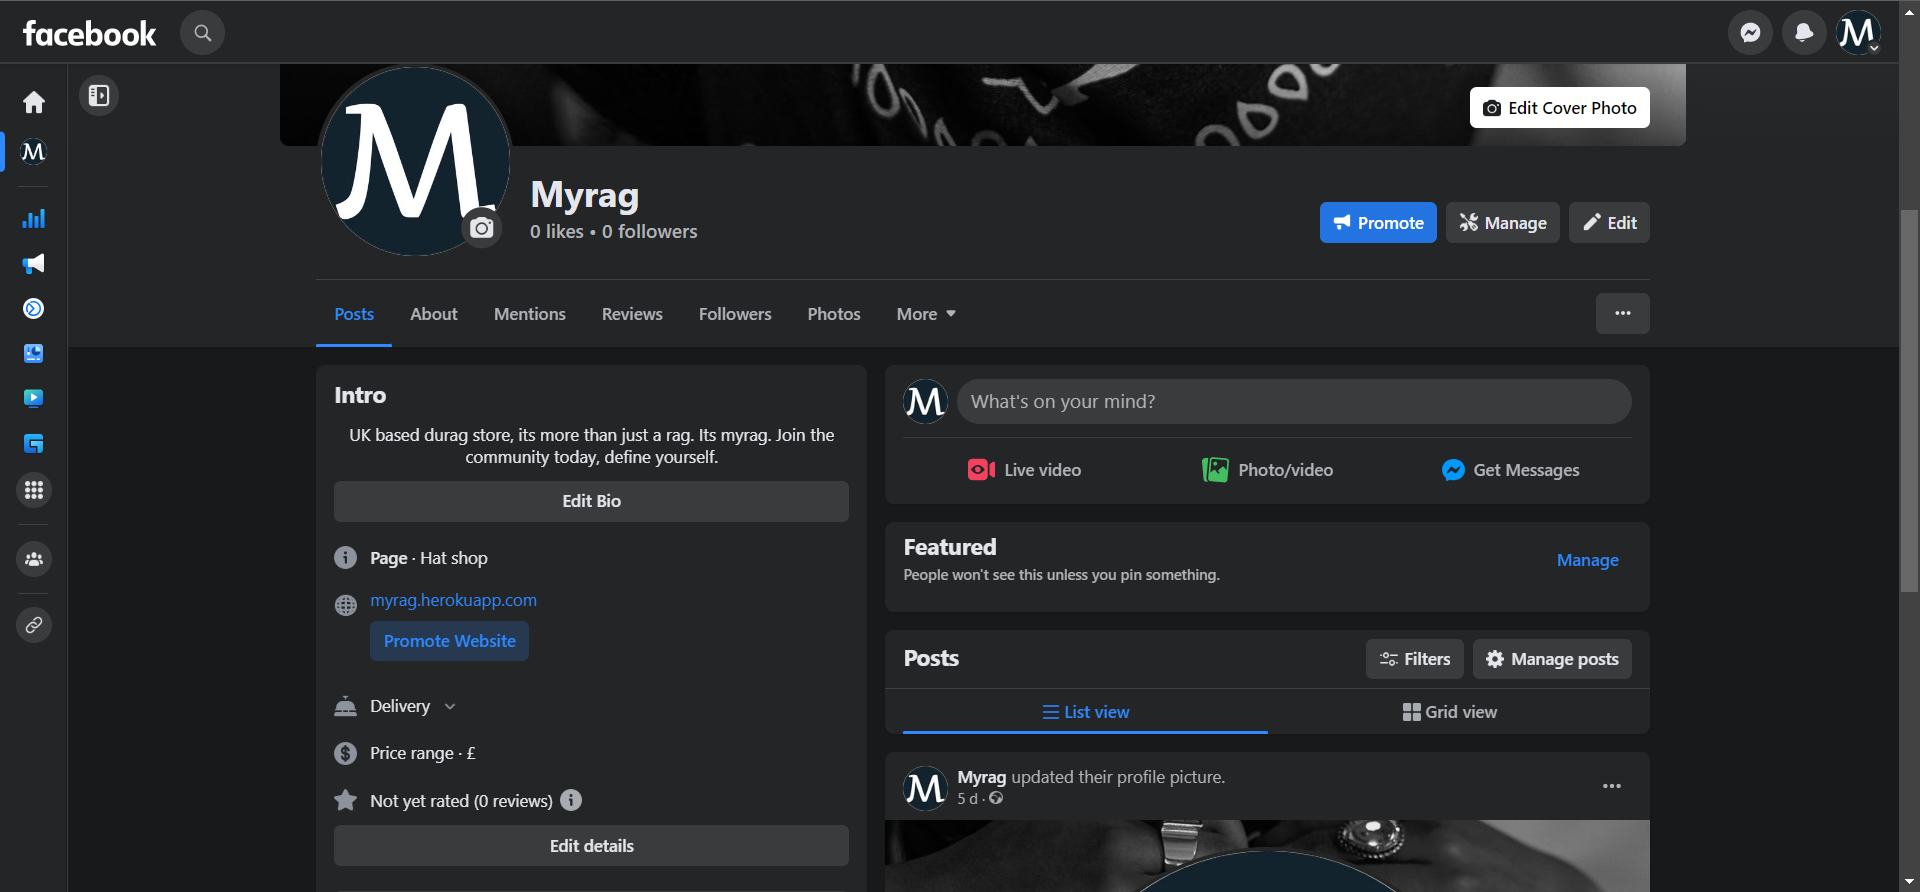 facebook
M
Edit Cover Photo
M
M
Myrag
0 likes • 0 followers
Promote
Manage
Edit
Posts
About
Mentions
Reviews
Followers
Photos
More
Intro
UK based durag store, its more than just a rag. Its myrag. Join the
community today, define yourself.
Edit Bio
Page · Hat shop
myrag.herokuapp.com
Promote Website
Delivery
Price range · £
Not yet rated (0 reviews)
Edit details
M
What's on your mind?
Live video
Photo/video
Get Messages
Featured
People won't see this unless you pin something.
Manage
Posts
Filters
Manage posts
List view
Grid view
M
Myrag updated their profile picture.
5 d ·